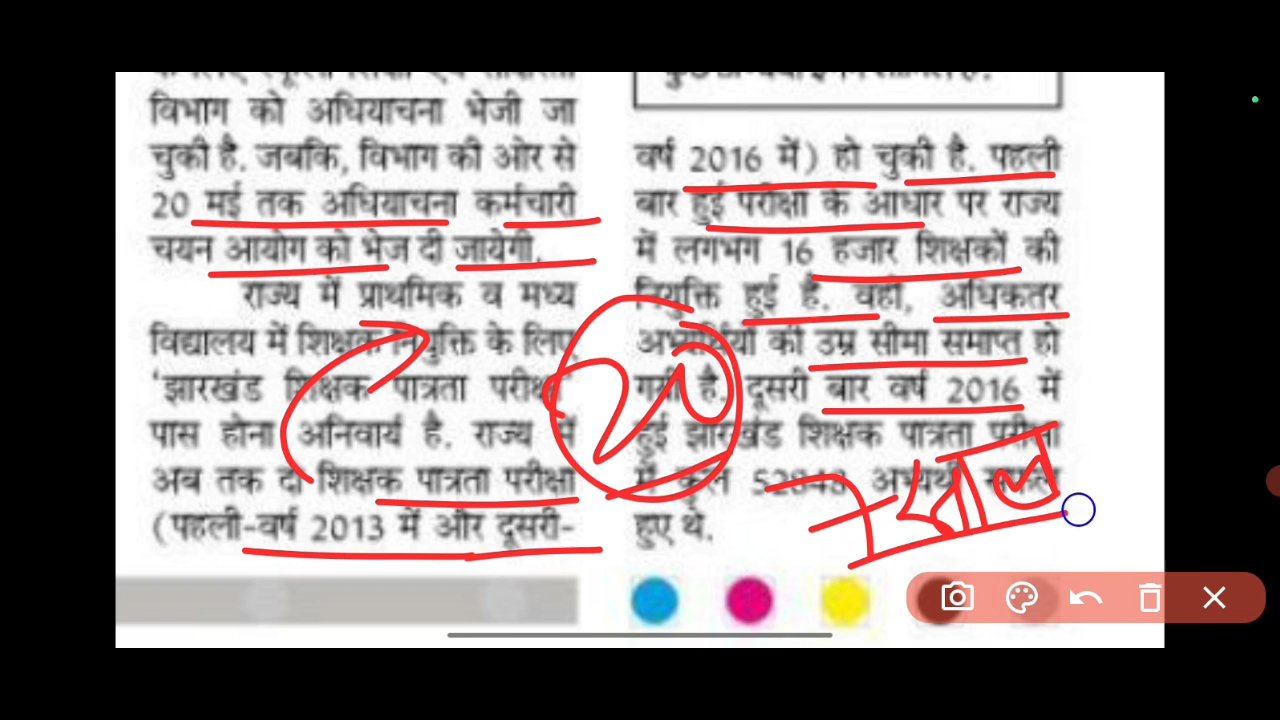 विभाग को अधियाचना भेजी जा
चुकी है. जबकि, विभाग की ओर से
20 मई तक अधियाचना कर्मचारी
चयन आयोग को भेज दी जायेगी.
राज्य में प्राथमिक व मध्य
विद्यालय में शिक्षक नियुक्ति के लिए
'झारखंड शिक्षक पात्रता परीक्षा'
पास होना अनिवार्य है. राज्य में
अब तक दो शिक्षक पात्रता परीक्षा
(पहली-वर्ष 2013 में और दूसरी-
वर्ष 2016 में) हो चुकी है. पहली
बार हुई परीक्षा के आधार पर राज्य
में लगभग 16 हजार शिक्षकों की
नियुक्ति हुई है. वहीं, अधिकतर
अभ्यर्थियों की उम्र सीमा समाप्त हो
गयी है. दूसरी बार वर्ष 2016 में
हुई झारखंड शिक्षक पात्रता परीक्षा
में कुल 52843 अभ्यर्थी सफल
हुए थे.